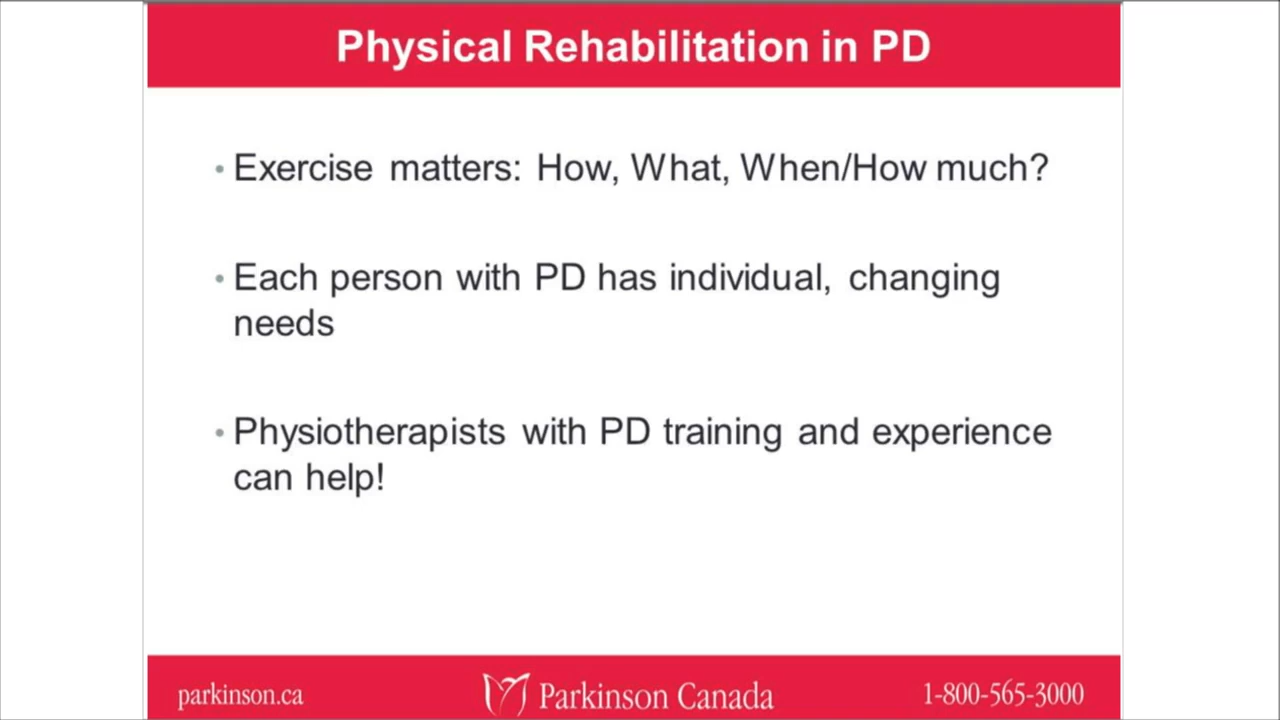 Physical Rehabilitation in PD
• Exercise matters: How, What, When/How much?
• Each person with PD has individual, changing
needs
• Physiotherapists with PD training and experience
can help!
parkinson.ca
Parkinson Canada
1-800-565-3000